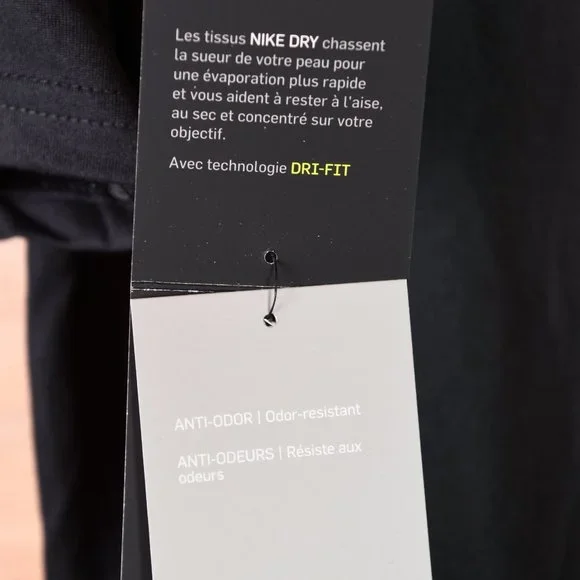 Les tissus NIKE DRY chassent
la sueur de votre peau pour
une évaporation plus rapide
et vous aident à rester à l'aise,
au sec et concentré sur votre
objectif.
Avec technologie DRI-FIT
ANTI-ODOR | Odor-resistant
ANTI-ODEURS | Résiste aux
odeurs